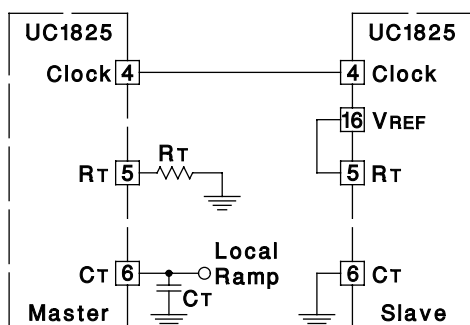 UC1825 UC1825
Clock 4 4 Clock
16 VREF
RT 5 RT 5 RT
CT 6 Local Ramp 6 CT
CT
Master Slave